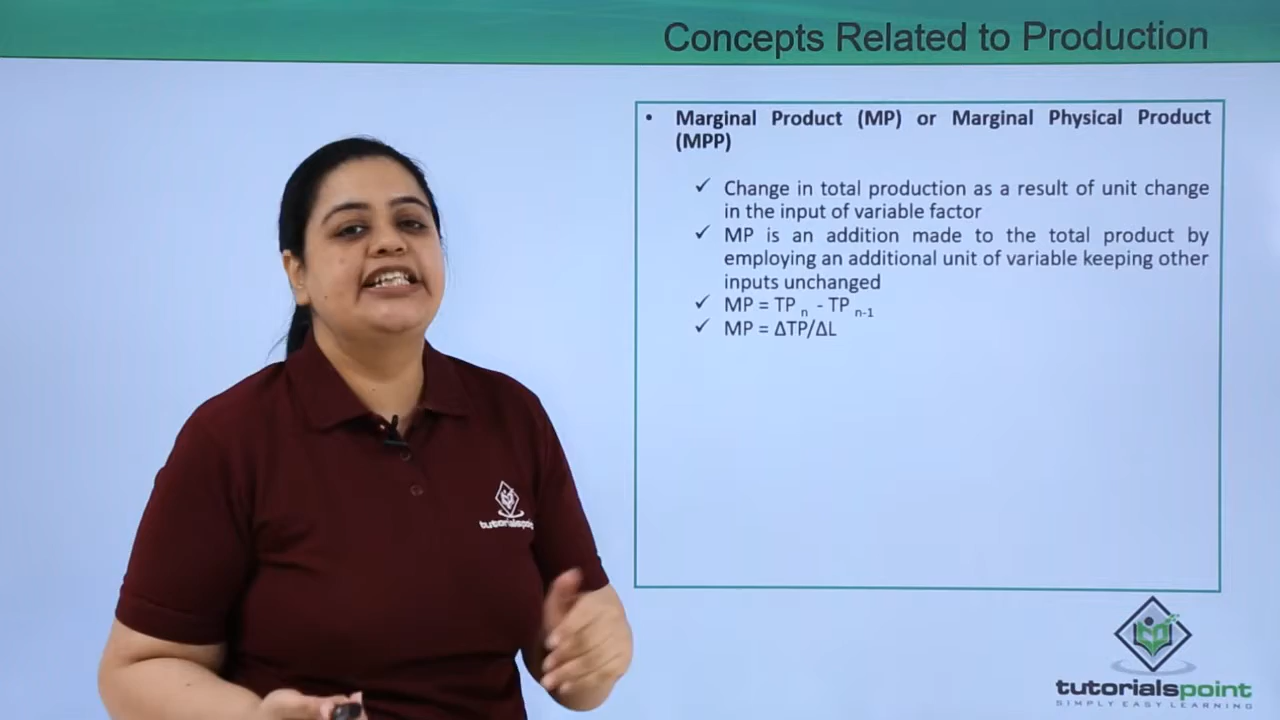 Concepts Related to Production
• Marginal Product (MP) or Marginal Physical Product
(MPP)
✓ Change in total production as a result of unit change
in the input of variable factor
✓ MP is an addition made to the total product by
employing an additional unit of variable keeping other
inputs unchanged
✓ MP = TP n - TP n-1
✓ MP = ΔTP/ΔL
tutorialspoint
tutorialspoint
SIMPLY EASY LEARNING